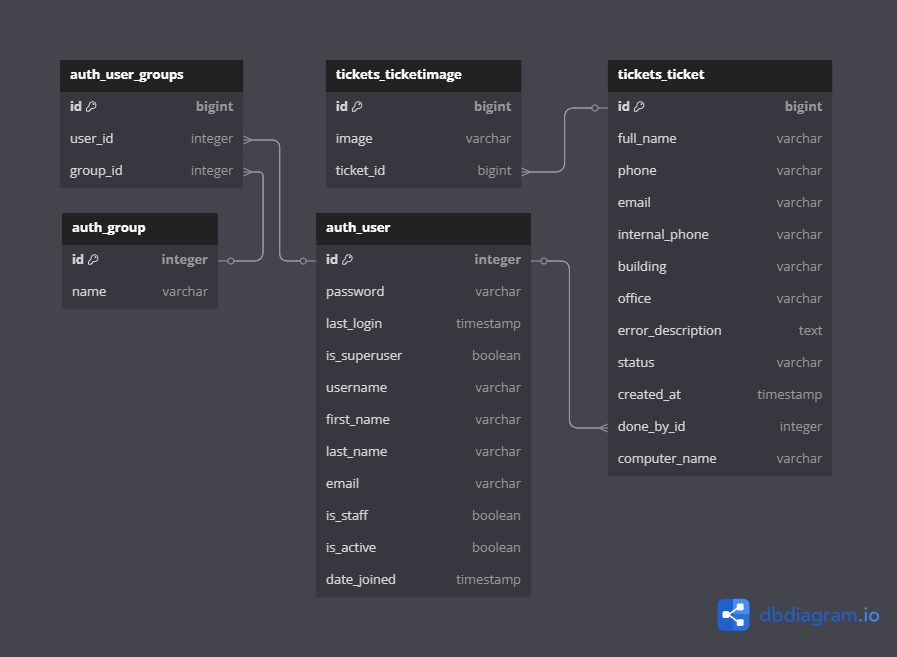 auth_user_groups
id bigint
user_id integer
group_id integer
auth_group
id integer
name varchar
tickets_ticketimage
id bigint
image varchar
ticket_id bigint
auth_user
id integer
password varchar
last_login timestamp
is_superuser boolean
username varchar
first_name varchar
last_name varchar
email varchar
is_staff boolean
is_active boolean
date_joined timestamp
tickets_ticket
id bigint
full_name varchar
phone varchar
email varchar
internal_phone varchar
building varchar
office varchar
error_description text
status varchar
created_at timestamp
done_by_id integer
computer_name varchar
dbdiagram.io